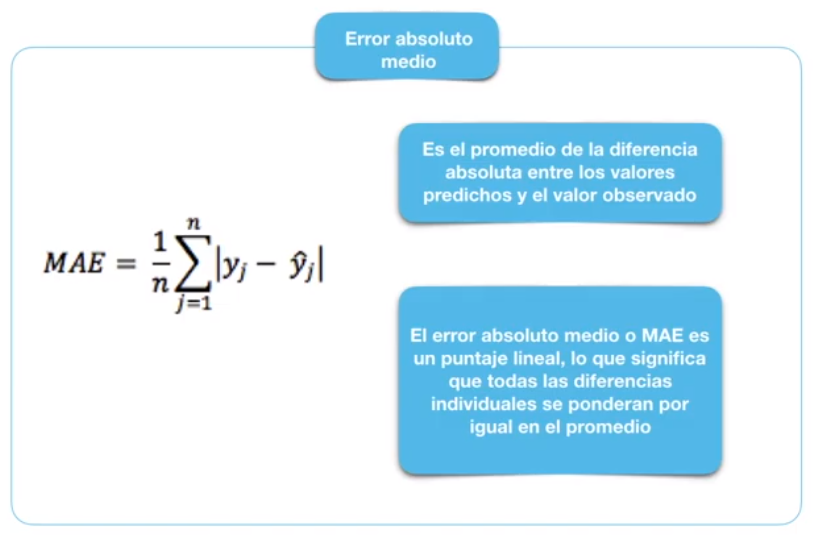 Error absoluto
medio
Es el promedio de la diferencia
absoluta entre los valores
predichos y el valor observado
MAE = \frac{1}{n}\sum_{j=1}^{n}|y_j - ŷ_j|
El error absoluto medio o MAE es
un puntaje lineal, lo que significa
que todas las diferencias
individuales se ponderan por
igual en el promedio